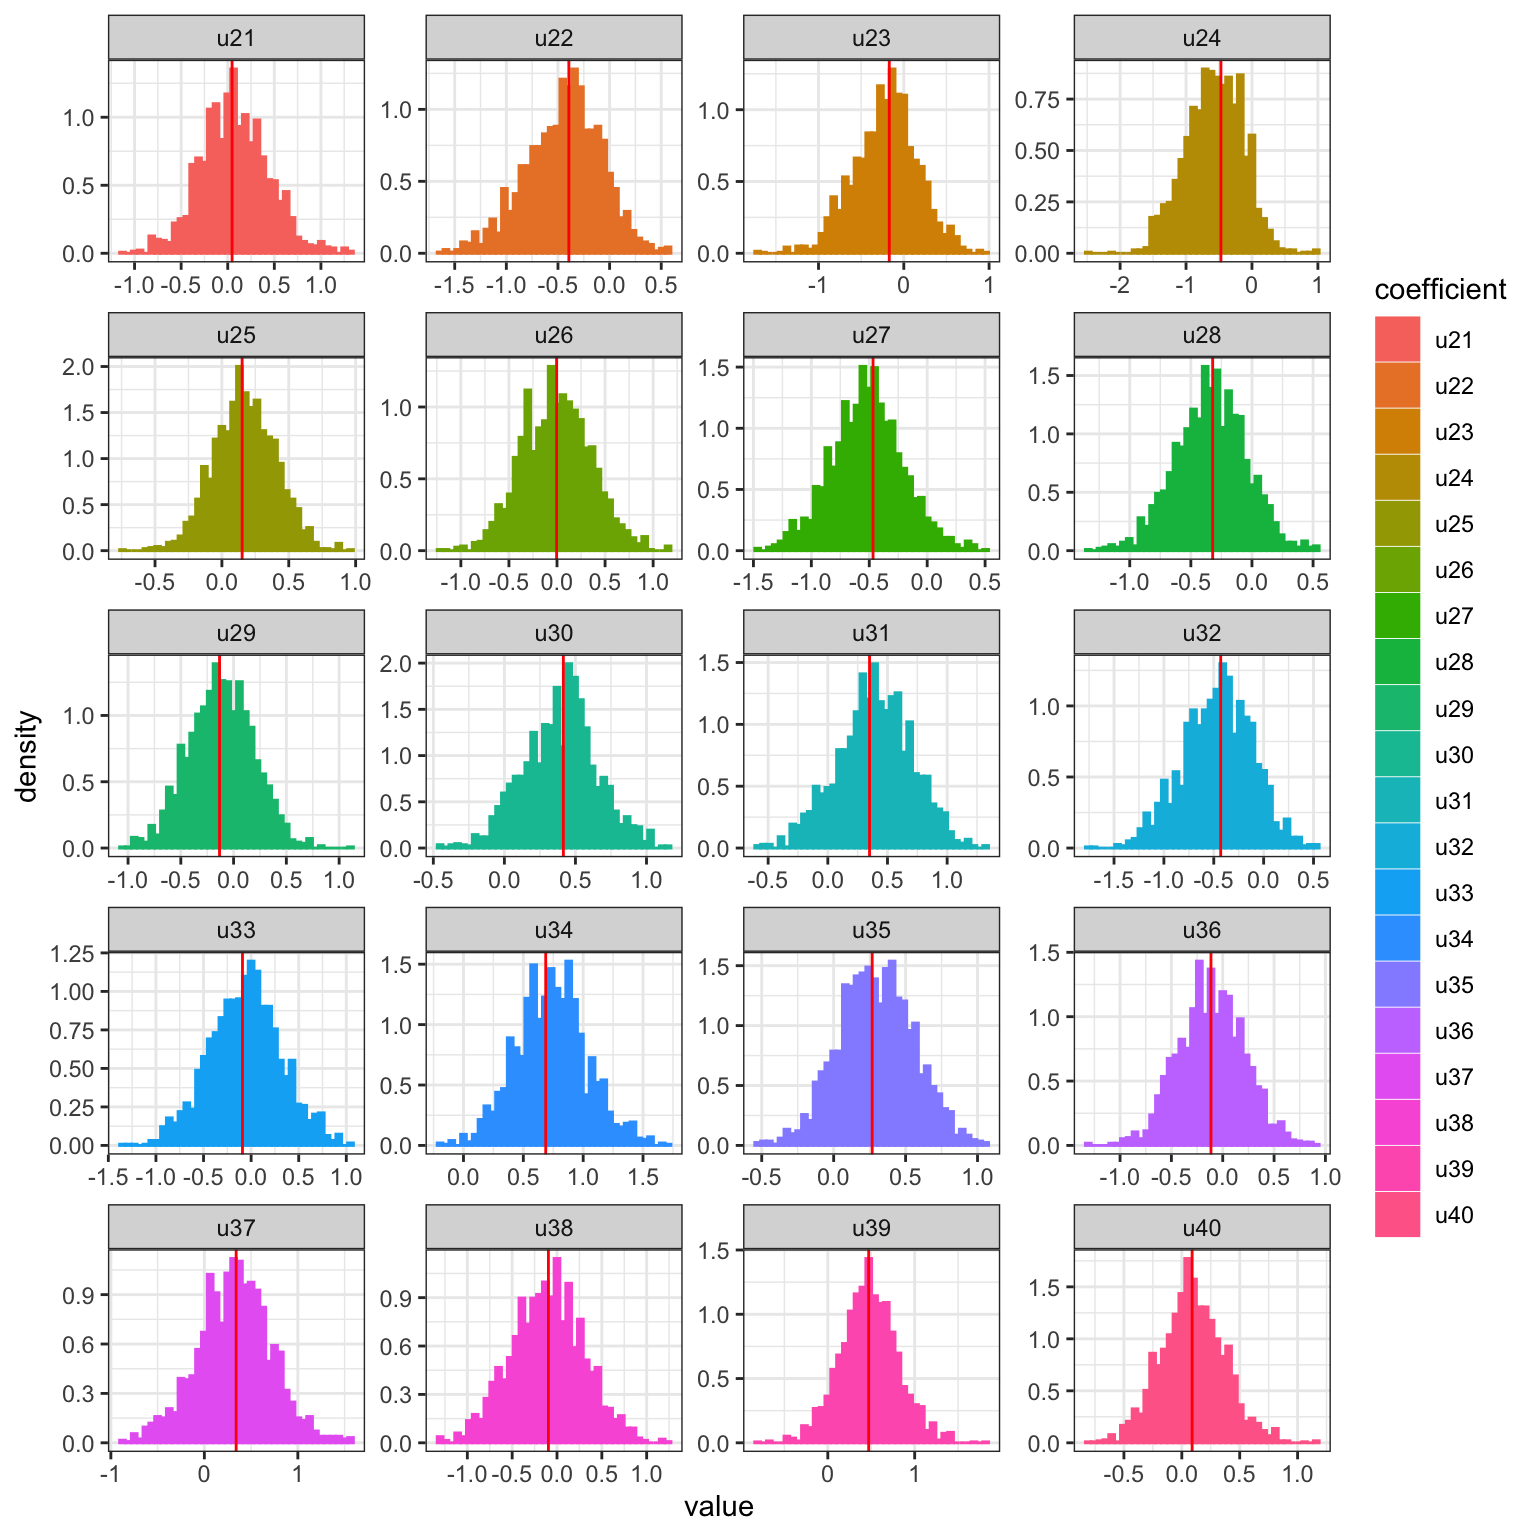 u21 u22 u23 u24
1.0 1.0 1.0 0.75
0.5 0.5 0.5 0.50
0.25
0.0 0.0 0.0 0.00
-1.0 -0.5 0.0 0.5 1.0 -1.5 -1.0 -0.5 0.0 0.5 -1 0 1 -2 -1 0 1
u25 u26 u27 u28
2.0 1.5 1.5
1.5 1.0 1.0 1.0
1.0 0.5 0.5 0.5
0.5
0.0 0.0 0.0 0.0
-0.5 0.0 0.5 1.0 -1.0 -0.5 0.0 0.5 1.0 -1.5 -1.0 -0.5 0.0 0.5 -1.0 -0.5 0.0 0.5
u29 u30 u31 u32
1.0 2.0 1.5 1.0
0.5 1.5 1.0 0.5
1.0 0.5
0.5
0.0 0.0 0.0 0.0
-1.0 -0.5 0.0 0.5 1.0 -0.5 0.0 0.5 1.0 -0.5 0.0 0.5 1.0 -1.5 -1.0 -0.5 0.0 0.5
u33 u34 u35 u36
1.25 1.5 1.5 1.5
1.00 1.0 1.0 1.0
0.75 0.5 0.5 0.5
0.50
0.25
0.00 0.0 0.0 0.0
-1.5 -1.0 -0.5 0.0 0.5 1.0 0.0 0.5 1.0 1.5 -0.5 0.0 0.5 1.0 -1.0 -0.5 0.0 0.5 1.0
u37 u38 u39 u40
0.9 0.9 1.5 1.5
0.6 0.6 1.0 1.0
0.3 0.3 0.5 0.5
0.0 0.0 0.0 0.0
-1 0 1 -1.0 -0.5 0.0 0.5 1.0 0 1 -0.5 0.0 0.5 1.0
density
value
coefficient
u21
u22
u23
u24
u25
u26
u27
u28
u29
u30
u31
u32
u33
u34
u35
u36
u37
u38
u39
u40